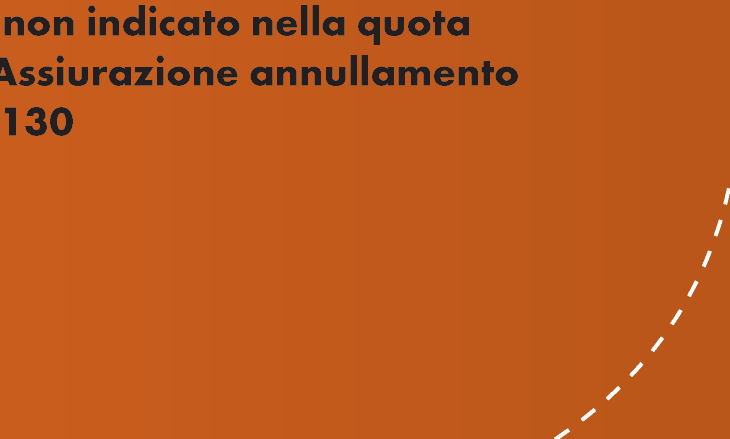 non indicato nella quota
Assiurazione annullamento
130